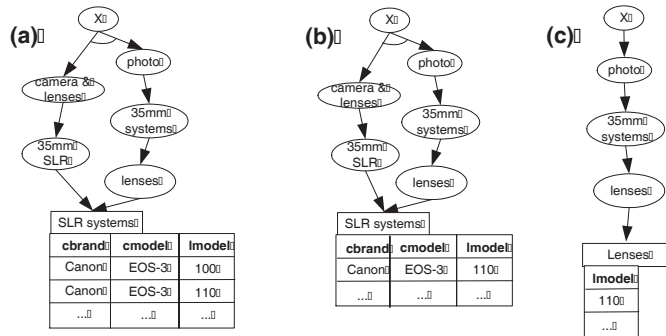 (a)
X
photo
camera &
lenses
35mm
systems
35mm
SLR
lenses
SLR systems
cbrand cmodel lmodel
Canon EOS-3 100
Canon EOS-3 110
... ... ...
(b)
X
photo
camera &
lenses
35mm
systems
35mm
SLR
lenses
SLR systems
cbrand cmodel lmodel
Canon EOS-3 110
... ... ...
(c)
X
photo
35mm
systems
lenses
Lenses
lmodel
110
...